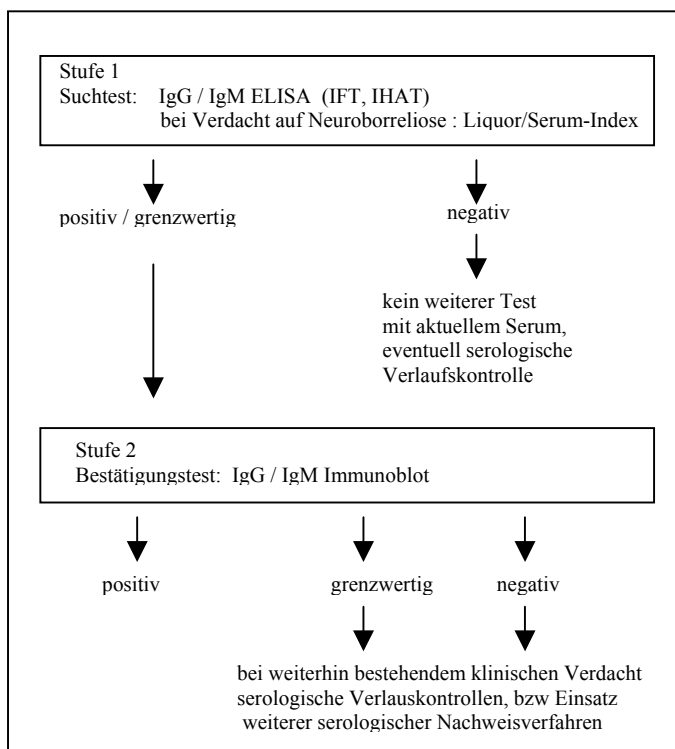 Stufe 1
Suchtest: IgG / IgM ELISA (IFT, IHAT)
bei Verdacht auf Neuroborreliose : Liquor/Serum-Index
positiv / grenzwertig
negativ
kein weiterer Test
mit aktuellem Serum,
eventuell serologische
Verlaufskontrolle
Stufe 2
Bestätigungstest: IgG / IgM Immunoblot
positiv
grenzwertig
negativ
bei weiterhin bestehendem klinischen Verdacht
serologische Verlauskontrollen, bzw Einsatz
weiterer serologischer Nachweisverfahren